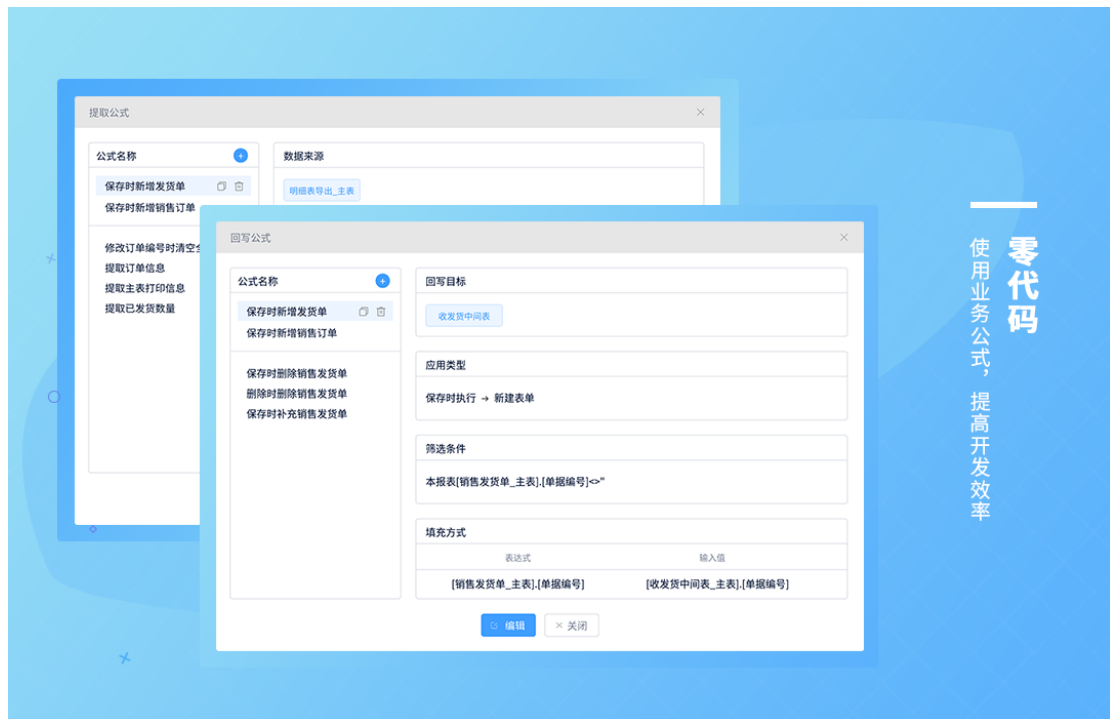 提取公式
公式名称
数据来源
保存时新增发货单
明细表导出_主表
保存时新增销售订单
修改订单编号时清空
提取订单信息
提取主表打印信息
提取已发货数量
回写公式
公式名称
回写目标
保存时新增发货单
收发货中间表
保存时新增销售订单
应用类型
保存时删除销售发货单
删除时删除销售发货单
保存时执行 → 新建表单
保存时补充销售发货单
筛选条件
本报表[销售发货单_主表].[单据编号]<>"
填充方式
表达式 输入值
[销售发货单_主表].[单据编号] [收发货中间表_主表].[单据编号]
编辑 × 关闭
零代码
使用业务公式，提高开发效率